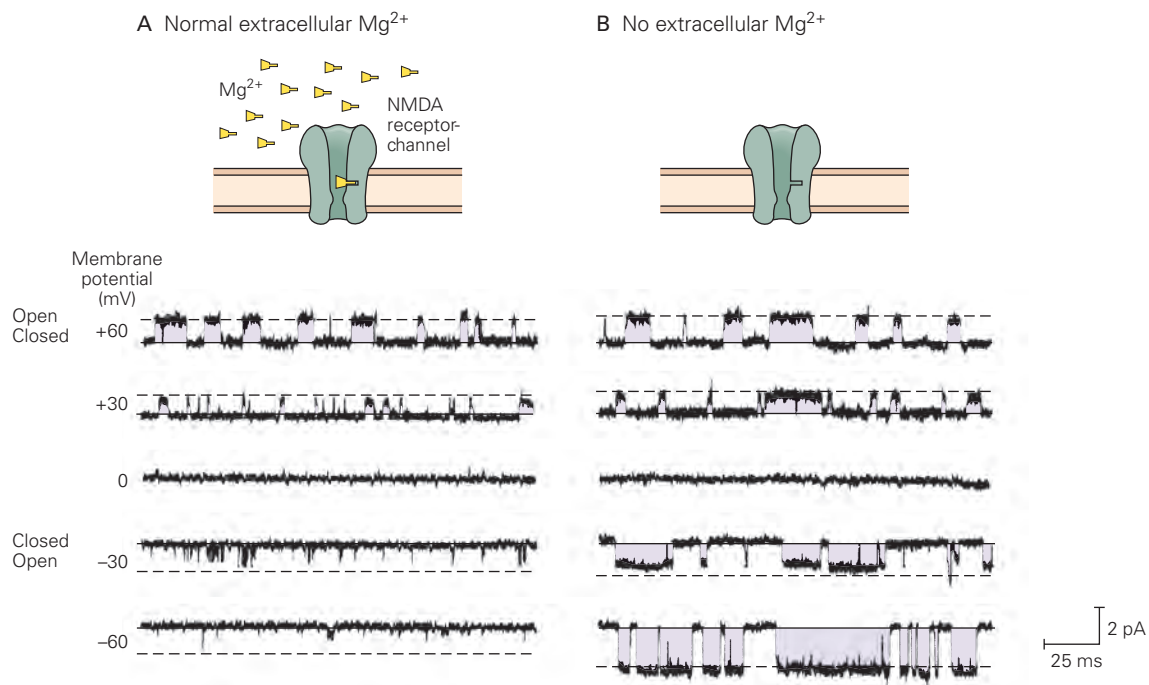 A Normal extracellular Mg²⁺
B No extracellular Mg²⁺
Mg²⁺
NMDA
receptor-
channel
Membrane
potential
(mV)
Open
Closed
+60
+30
0
Closed
Open
–30
–60
2 pA
25 ms